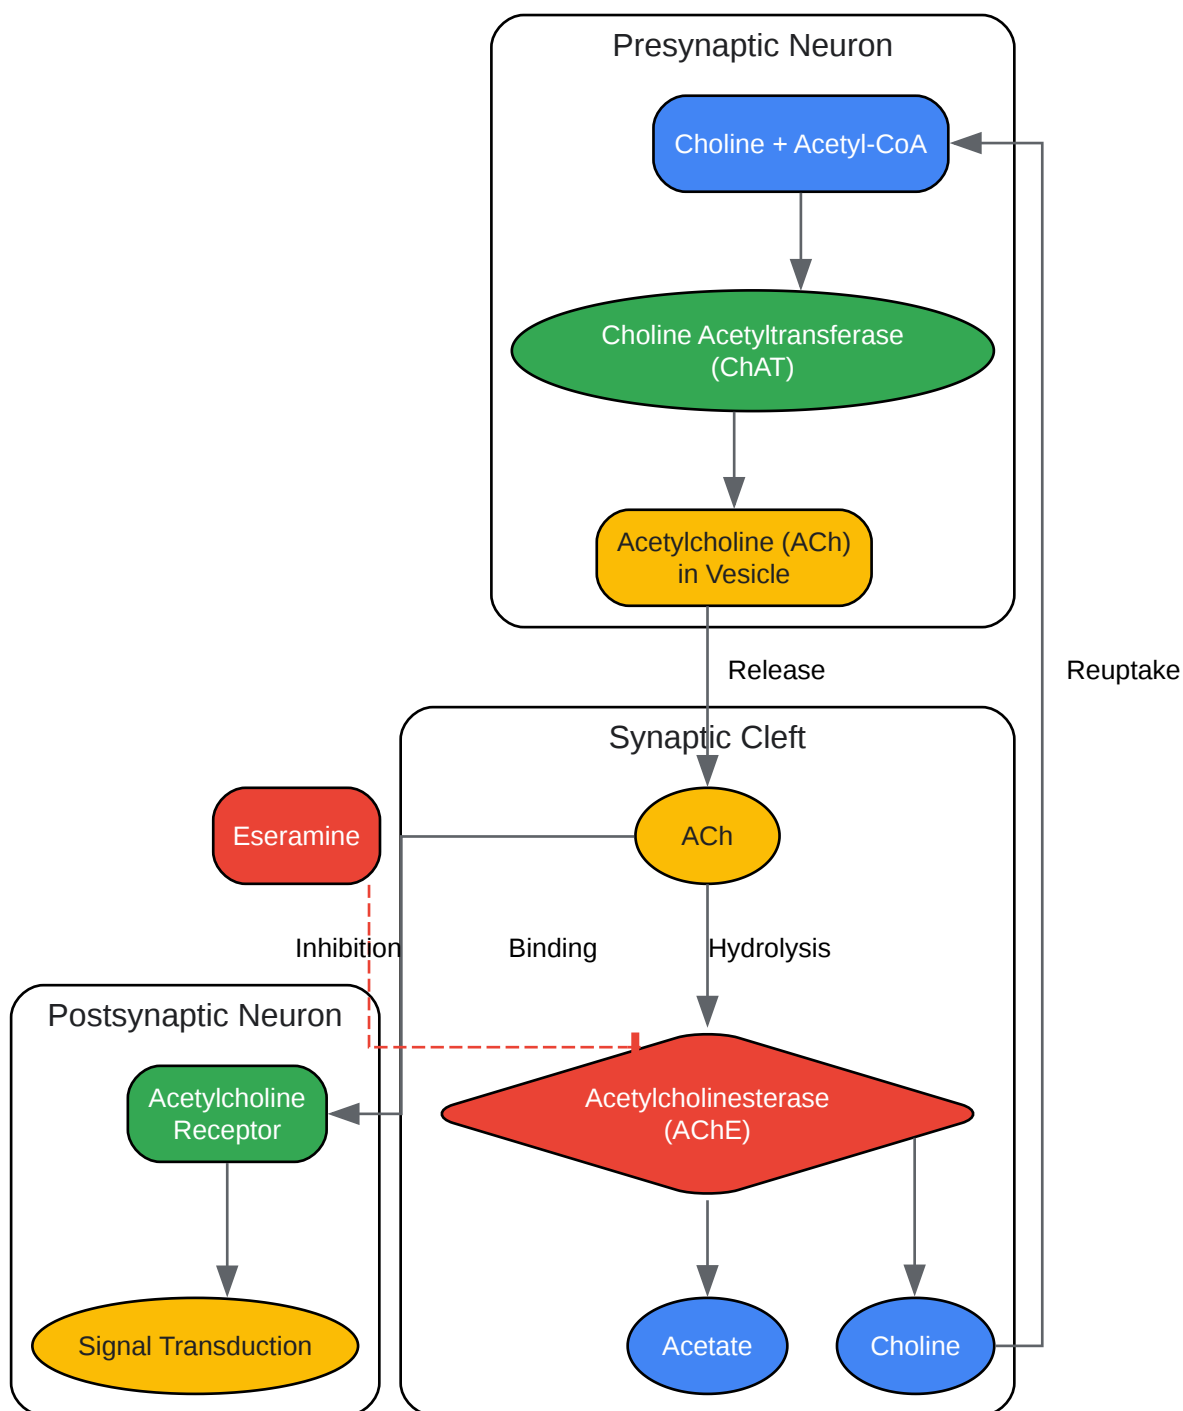 Presynaptic Neuron
Choline + Acetyl-CoA
Choline Acetyltransferase
(ChAT)
Acetylcholine (ACh)
in Vesicle
Release
Reuptake
Synaptic Cleft
Eseramine
ACh
Inhibition
Binding
Hydrolysis
Postsynaptic Neuron
Acetylcholine
Receptor
Acetylcholinesterase
(AChE)
Signal Transduction
Acetate
Choline